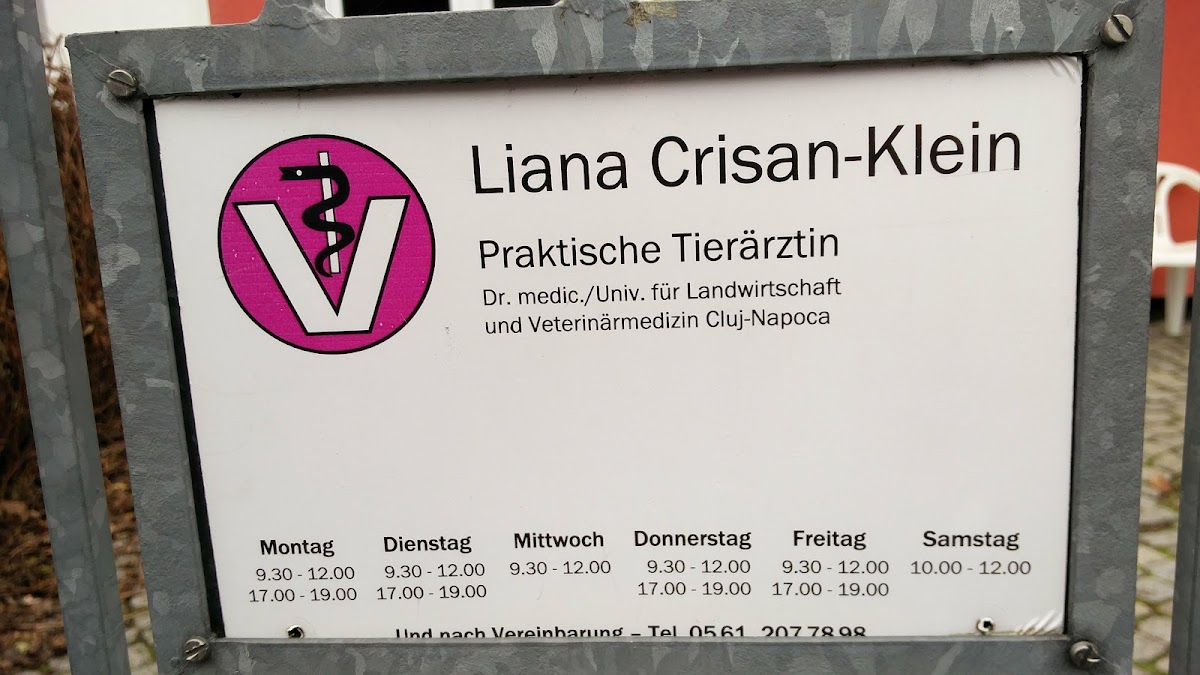 V
Liana Crisan-Klein
Praktische Tierärztin
Dr. medic./Univ. für Landwirtschaft
und Veterinärmedizin Cluj-Napoca
Montag Dienstag Mittwoch Donnerstag Freitag Samstag
9.30 - 12.00 9.30 - 12.00 9.30 - 12.00 9.30 - 12.00 9.30 - 12.00 10.00 - 12.00
17.00 - 19.00 17.00 - 19.00 17.00 - 19.00 17.00 - 19.00
Und nach Vereinbarung – Tel. 05 61 207 78 98